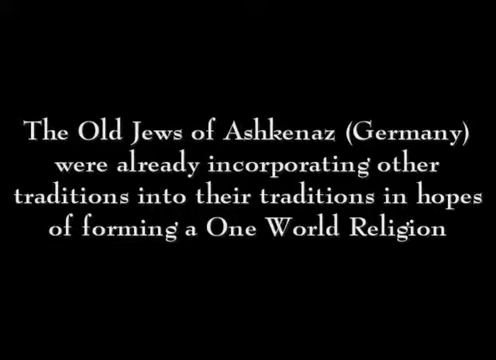 The Old Jews of Ashkenaz (Germany)
were already incorporating other
traditions into their traditions in hopes
of forming a One World Religion